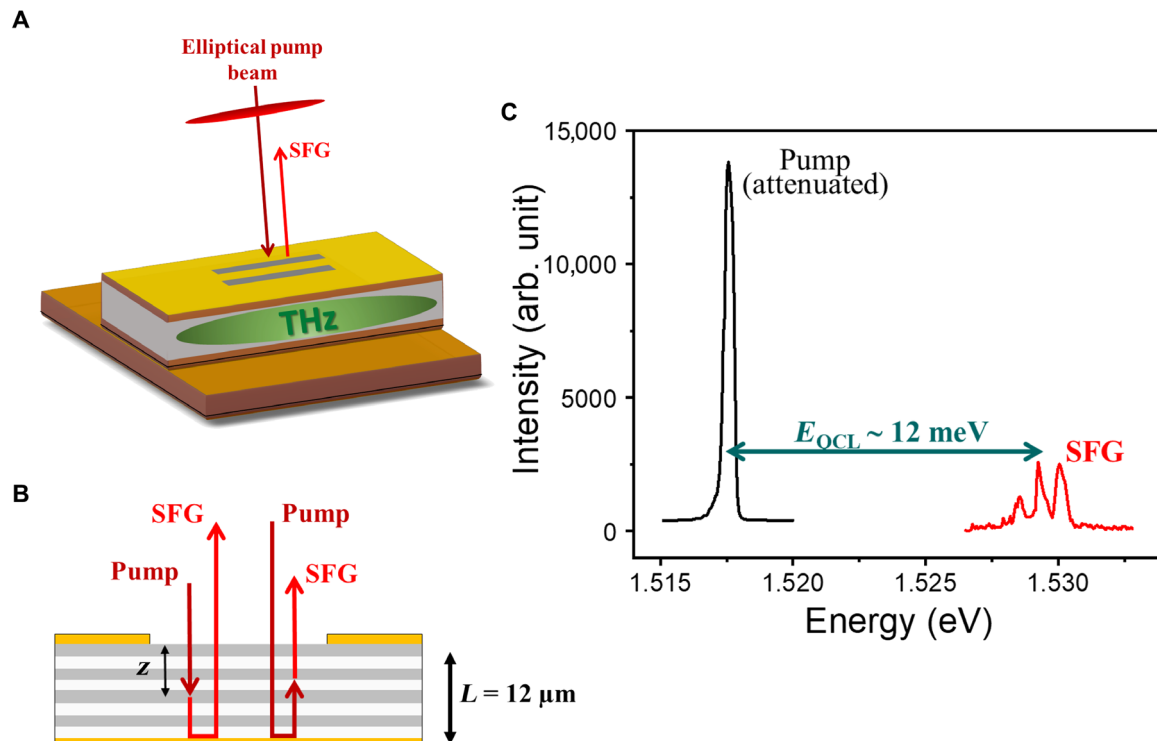 A
Elliptical pump
beam
SFG
THz
B
SFG
Pump
Pump
SFG
z
L = 12 µm
C
15,000
10,000
5000
0
Intensity (arb. unit)
Pump
(attenuated)
EQCL ~ 12 meV
SFG
1.515
1.520
1.525
1.530
Energy (eV)